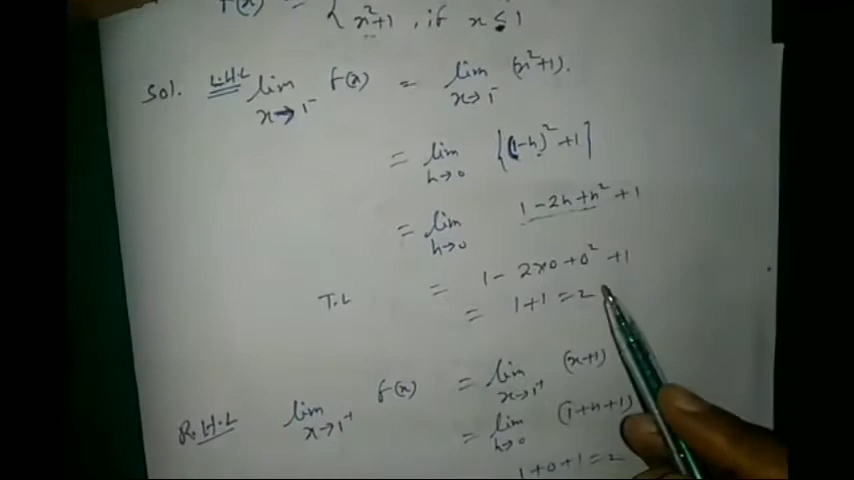 f(x) = { x²+1 , if x ≤ 1
Sol. L.H.L lim x→1⁻ f(x) = lim x→1⁻ (x²+1).
= lim h→0 {(1-h)²+1}
= lim h→0 1-2h+h²+1
T.L = 1-2×0+0²+1
= 1+1=2
R.H.L lim x→1⁺ f(x) = lim x→1⁺ (x+1)
= lim h→0 (1+h+1)
1+0+1=2